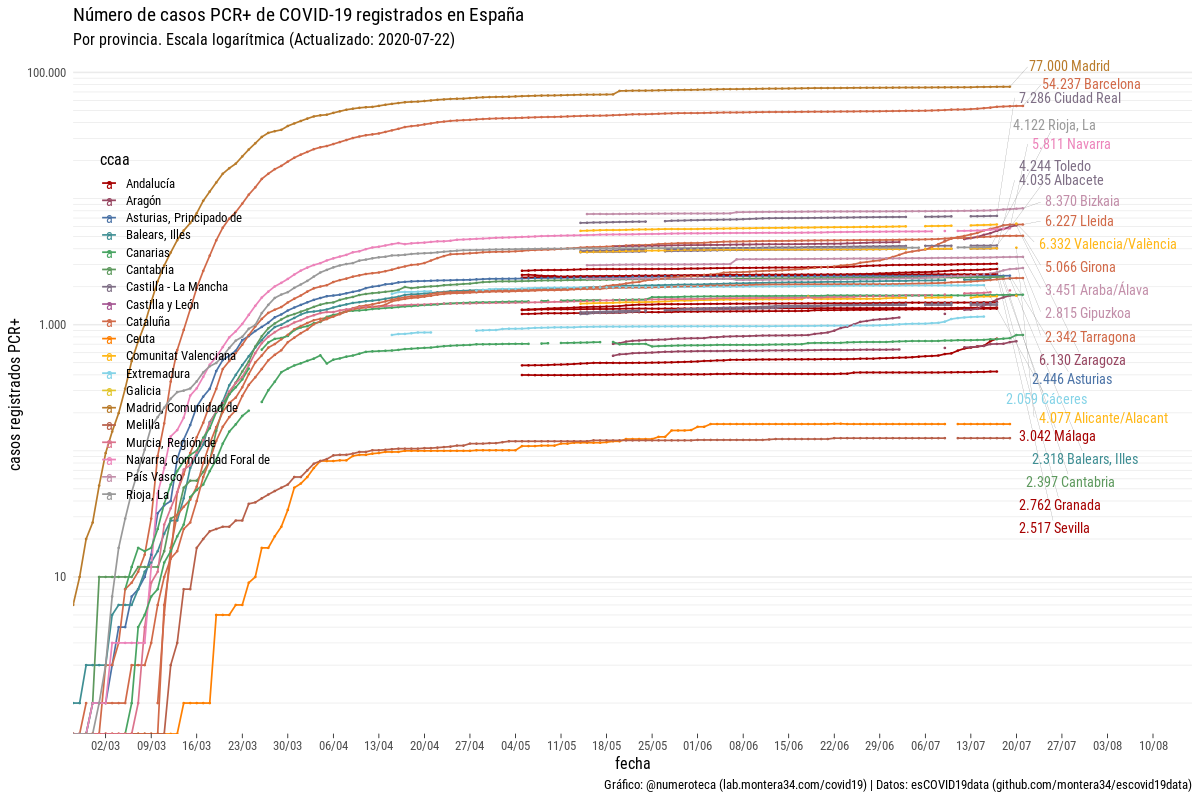 Número de casos PCR+ de COVID-19 registrados en España
Por provincia. Escala logarítmica (Actualizado: 2020-07-22)
100.000
1.000
10
casos registrados PCR+
ccaa
Andalucía
Aragón
Asturias, Principado de
Balears, Illes
Canarias
Cantabria
Castilla - La Mancha
Castilla y León
Cataluña
Ceuta
Comunitat Valenciana
Extremadura
Galicia
Madrid, Comunidad de
Melilla
Murcia, Región de
Navarra, Comunidad Foral de
País Vasco
Rioja, La
77.000 Madrid
54.237 Barcelona
7.286 Ciudad Real
4.122 Rioja, La
5.811 Navarra
4.244 Toledo
4.035 Albacete
8.370 Bizkaia
6.227 Lleida
6.332 Valencia/València
5.066 Girona
3.451 Araba/Álava
2.815 Gipuzkoa
2.342 Tarragona
6.130 Zaragoza
2.446 Asturias
2.059 Cáceres
4.077 Alicante/Alacant
3.042 Málaga
2.318 Balears, Illes
2.397 Cantabria
2.762 Granada
2.517 Sevilla
02/03 09/03 16/03 23/03 30/03 06/04 13/04 20/04 27/04 04/05 11/05 18/05 25/05 01/06 08/06 15/06 22/06 29/06 06/07 13/07 20/07 27/07 03/08 10/08
fecha
Gráfico: @numeroteca (lab.montera34.com/covid19) | Datos: esCOVID19data (github.com/montera34/escovid19data)